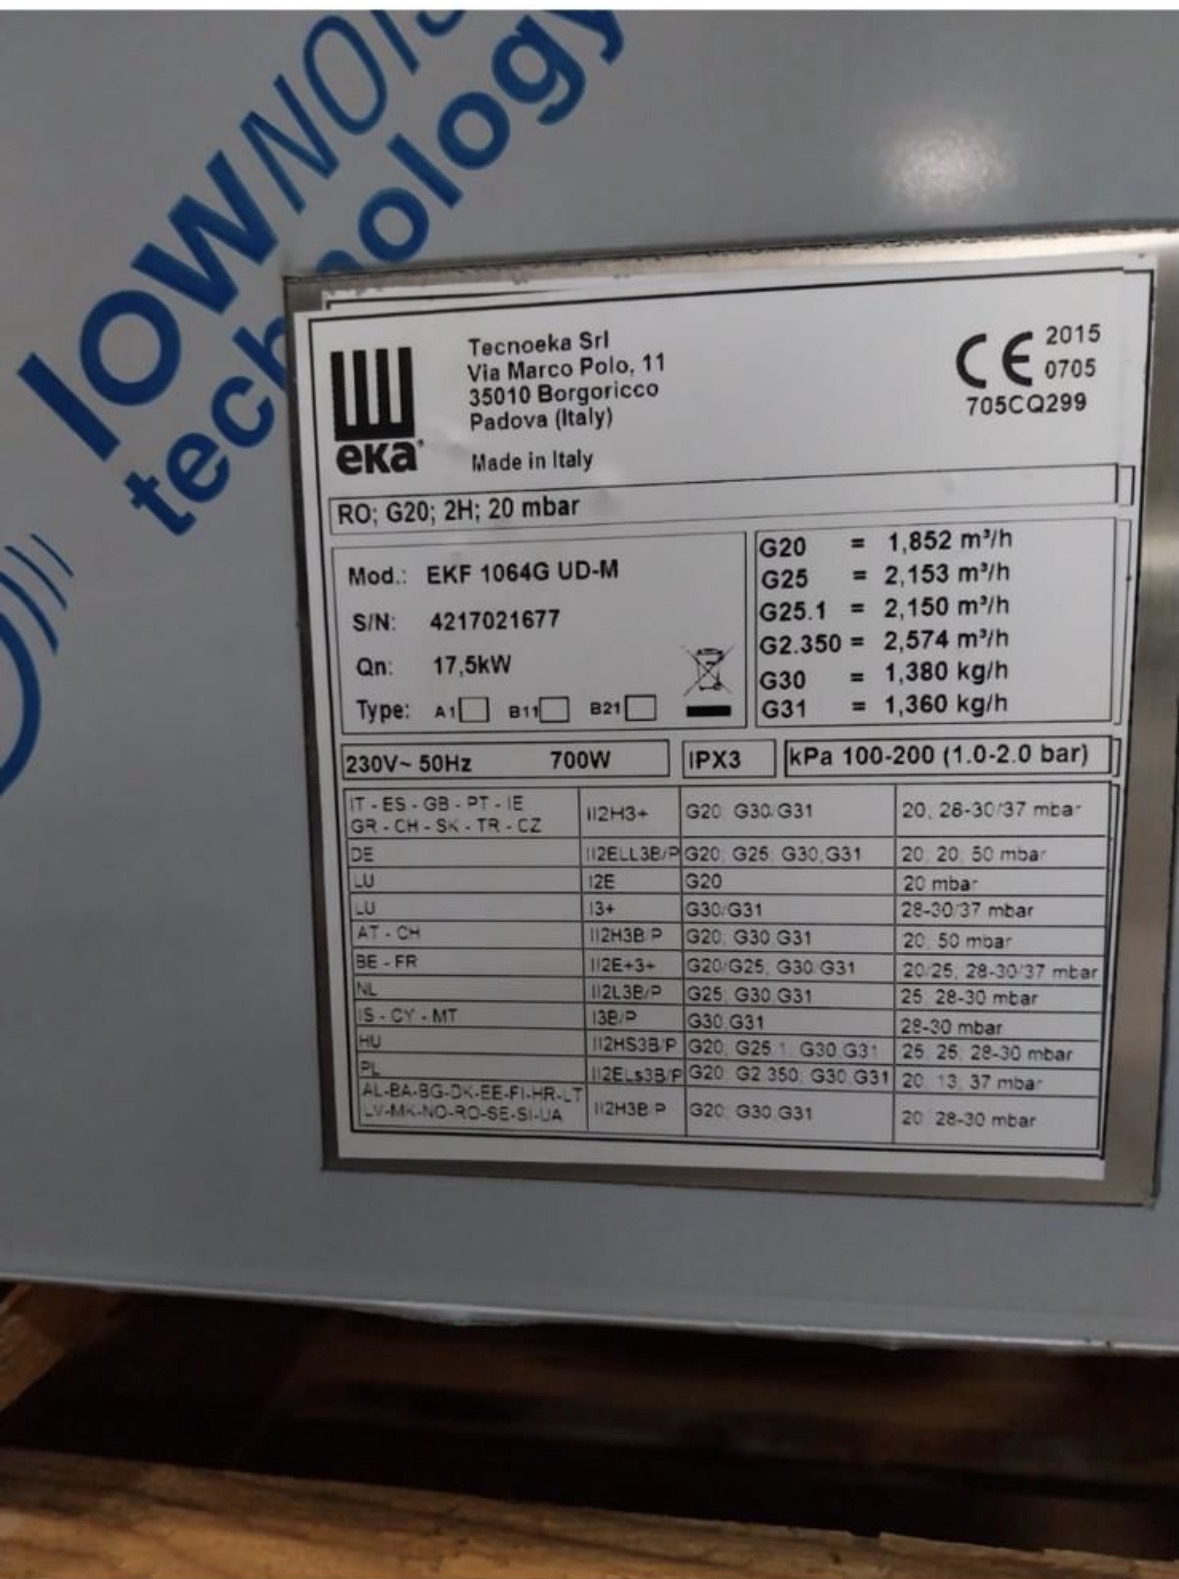 lowNOIS
technology
eka
Tecnoeka Srl
Via Marco Polo, 11
35010 Borgoricco
Padova (Italy)
Made in Italy
CE 2015
0705
705CQ299
RO; G20; 2H; 20 mbar
Mod.: EKF 1064G UD-M
S/N: 4217021677
Qn: 17,5kW
Type: A1 B11 B21
G20 = 1,852 m³/h
G25 = 2,153 m³/h
G25.1 = 2,150 m³/h
G2.350 = 2,574 m³/h
G30 = 1,380 kg/h
G31 = 1,360 kg/h
230V~ 50Hz 700W IPX3 kPa 100-200 (1.0-2.0 bar)
IT - ES - GB - PT - IE
GR - CH - SK - TR - CZ II2H3+ G20; G30/G31 20; 28-30/37 mbar
DE II2ELL3B/P G20; G25; G30,G31 20; 20; 50 mbar
LU I2E G20 20 mbar
LU I3+ G30/G31 28-30/37 mbar
AT - CH II2H3B/P G20; G30,G31 20; 50 mbar
BE - FR II2E+3+ G20/G25; G30/G31 20/25; 28-30/37 mbar
NL II2L3B/P G25; G30,G31 25; 28-30 mbar
IS - CY - MT I3B/P G30,G31 28-30 mbar
HU II2HS3B/P G20; G25.1; G30,G31 25; 25; 28-30 mbar
PL II2ELs3B/P G20; G2.350; G30,G31 20; 13; 37 mbar
AL-BA-BG-DK-EE-FI-HR-LT
LV-MK-NO-RO-SE-SI-UA II2H3B/P G20; G30,G31 20; 28-30 mbar